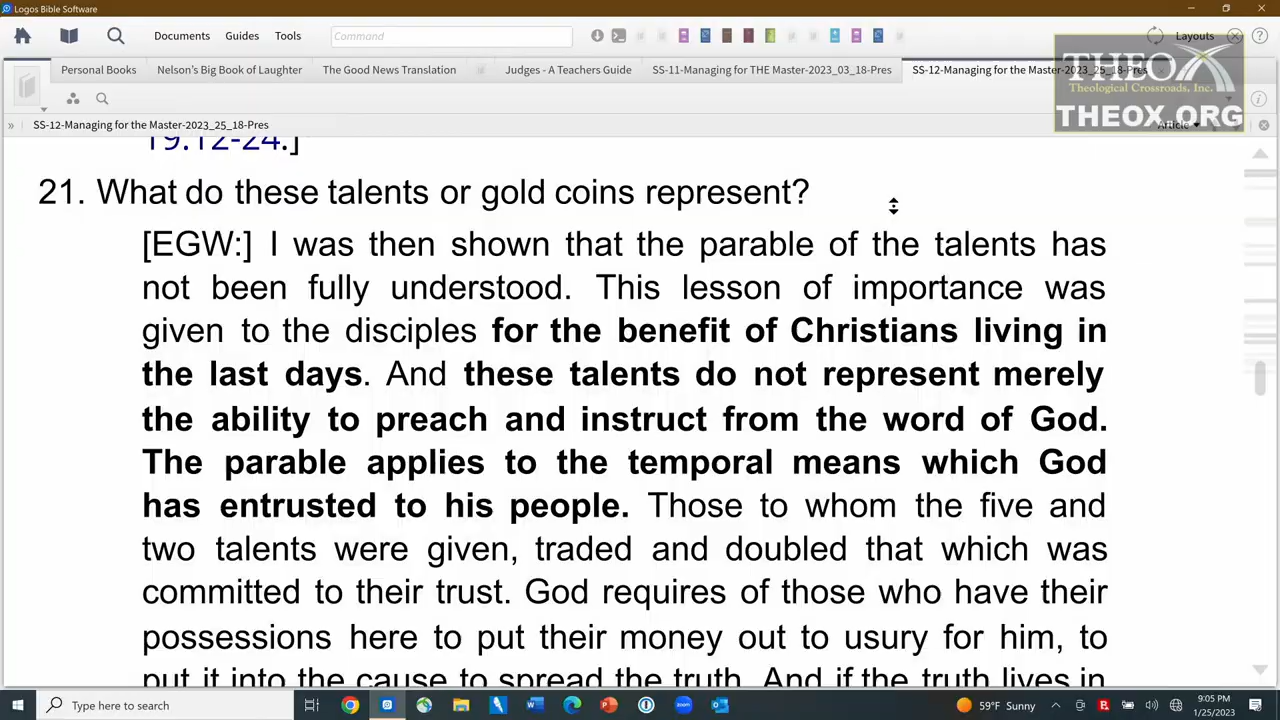 Logos Bible Software
Documents Guides Tools Command Layouts
Personal Books Nelson's Big Book of Laughter Judges - A Teachers Guide SS-11-Managing for THE Master-2023_03_18-pres SS-12-Managing for the Master-2023_25_18-Pres
THEOX
Theological Crossroads, Inc.
THEOX.ORG
SS-12-Managing for the Master-2023_25_18-Pres Article
19:12-24.]
21. What do these talents or gold coins represent?
[EGW:] I was then shown that the parable of the talents has
not been fully understood. This lesson of importance was
given to the disciples for the benefit of Christians living in
the last days. And these talents do not represent merely
the ability to preach and instruct from the word of God.
The parable applies to the temporal means which God
has entrusted to his people. Those to whom the five and
two talents were given, traded and doubled that which was
committed to their trust. God requires of those who have their
possessions here to put their money out to usury for him, to
put it into the cause to spread the truth. And if the truth lives in
Type here to search
59°F Sunny
9:05 PM
1/25/2023